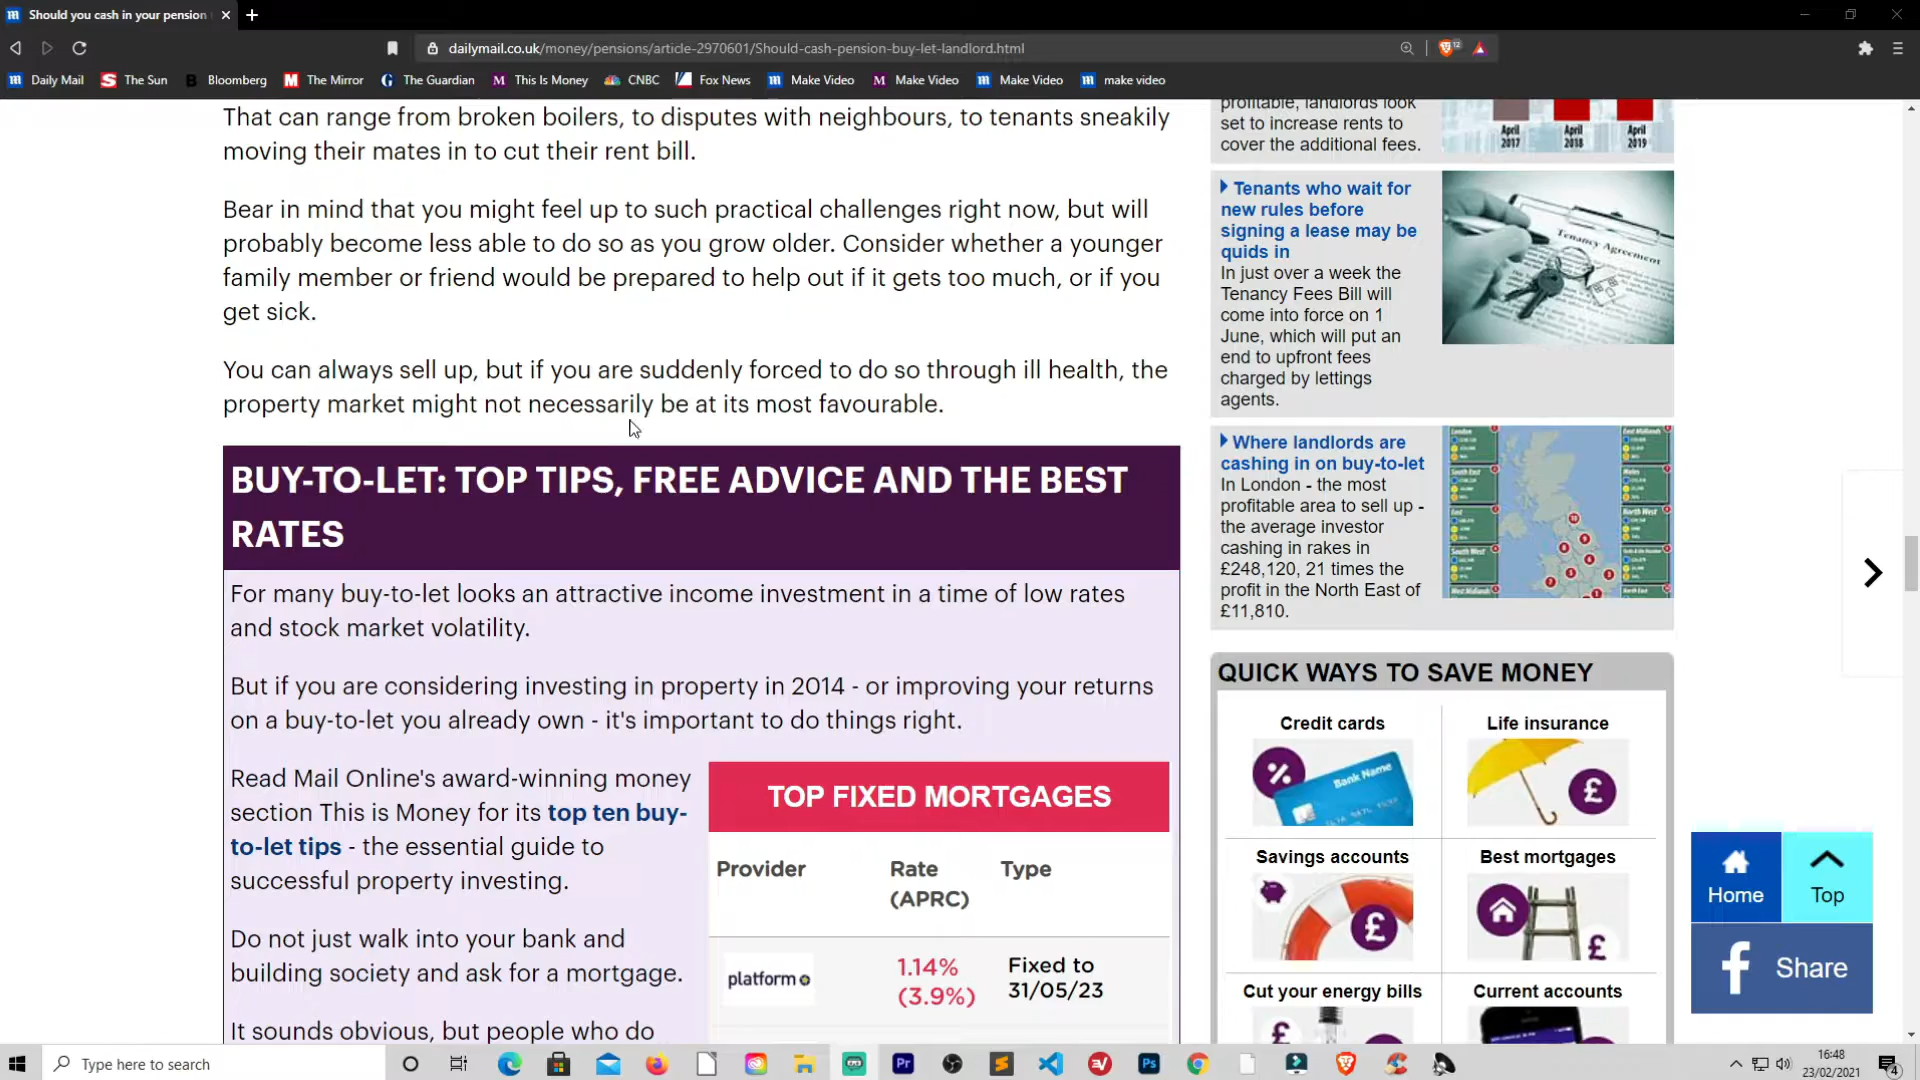 Should you cash in your pension
dailymail.co.uk/money/pensions/article-2970601/Should-cash-pension-buy-let-landlord.html
12
Daily Mail
The Sun
Bloomberg
The Mirror
The Guardian
This Is Money
CNBC
Fox News
Make Video
Make Video
Make Video
make video
That can range from broken boilers, to disputes with neighbours, to tenants sneakily
moving their mates in to cut their rent bill.
Bear in mind that you might feel up to such practical challenges right now, but will
probably become less able to do so as you grow older. Consider whether a younger
family member or friend would be prepared to help out if it gets too much, or if you
get sick.
You can always sell up, but if you are suddenly forced to do so through ill health, the
property market might not necessarily be at its most favourable.
BUY-TO-LET: TOP TIPS, FREE ADVICE AND THE BEST
RATES
For many buy-to-let looks an attractive income investment in a time of low rates
and stock market volatility.
But if you are considering investing in property in 2014 - or improving your returns
on a buy-to-let you already own - it's important to do things right.
Read Mail Online's award-winning money
section This is Money for its top ten buy-
to-let tips - the essential guide to
successful property investing.
Do not just walk into your bank and
building society and ask for a mortgage.
It sounds obvious, but people who do
TOP FIXED MORTGAGES
Provider Rate Type
(APRC)
platform 1.14% Fixed to
(3.9%) 31/05/23
profitable, landlords look
set to increase rents to
cover the additional fees.
April April April
2017 2018 2019
Tenants who wait for
new rules before
signing a lease may be
quids in
In just over a week the
Tenancy Fees Bill will
come into force on 1
June, which will put an
end to upfront fees
charged by lettings
agents.
Tenancy Agreement
Where landlords are
cashing in on buy-to-let
In London - the most
profitable area to sell up -
the average investor
cashing in rakes in
£248,120, 21 times the
profit in the North East of
£11,810.
QUICK WAYS TO SAVE MONEY
Credit cards
Life insurance
Bank Name
Savings accounts
Best mortgages
Cut your energy bills
Current accounts
Home
Top
Share
Type here to search
16:48
23/02/2021
4